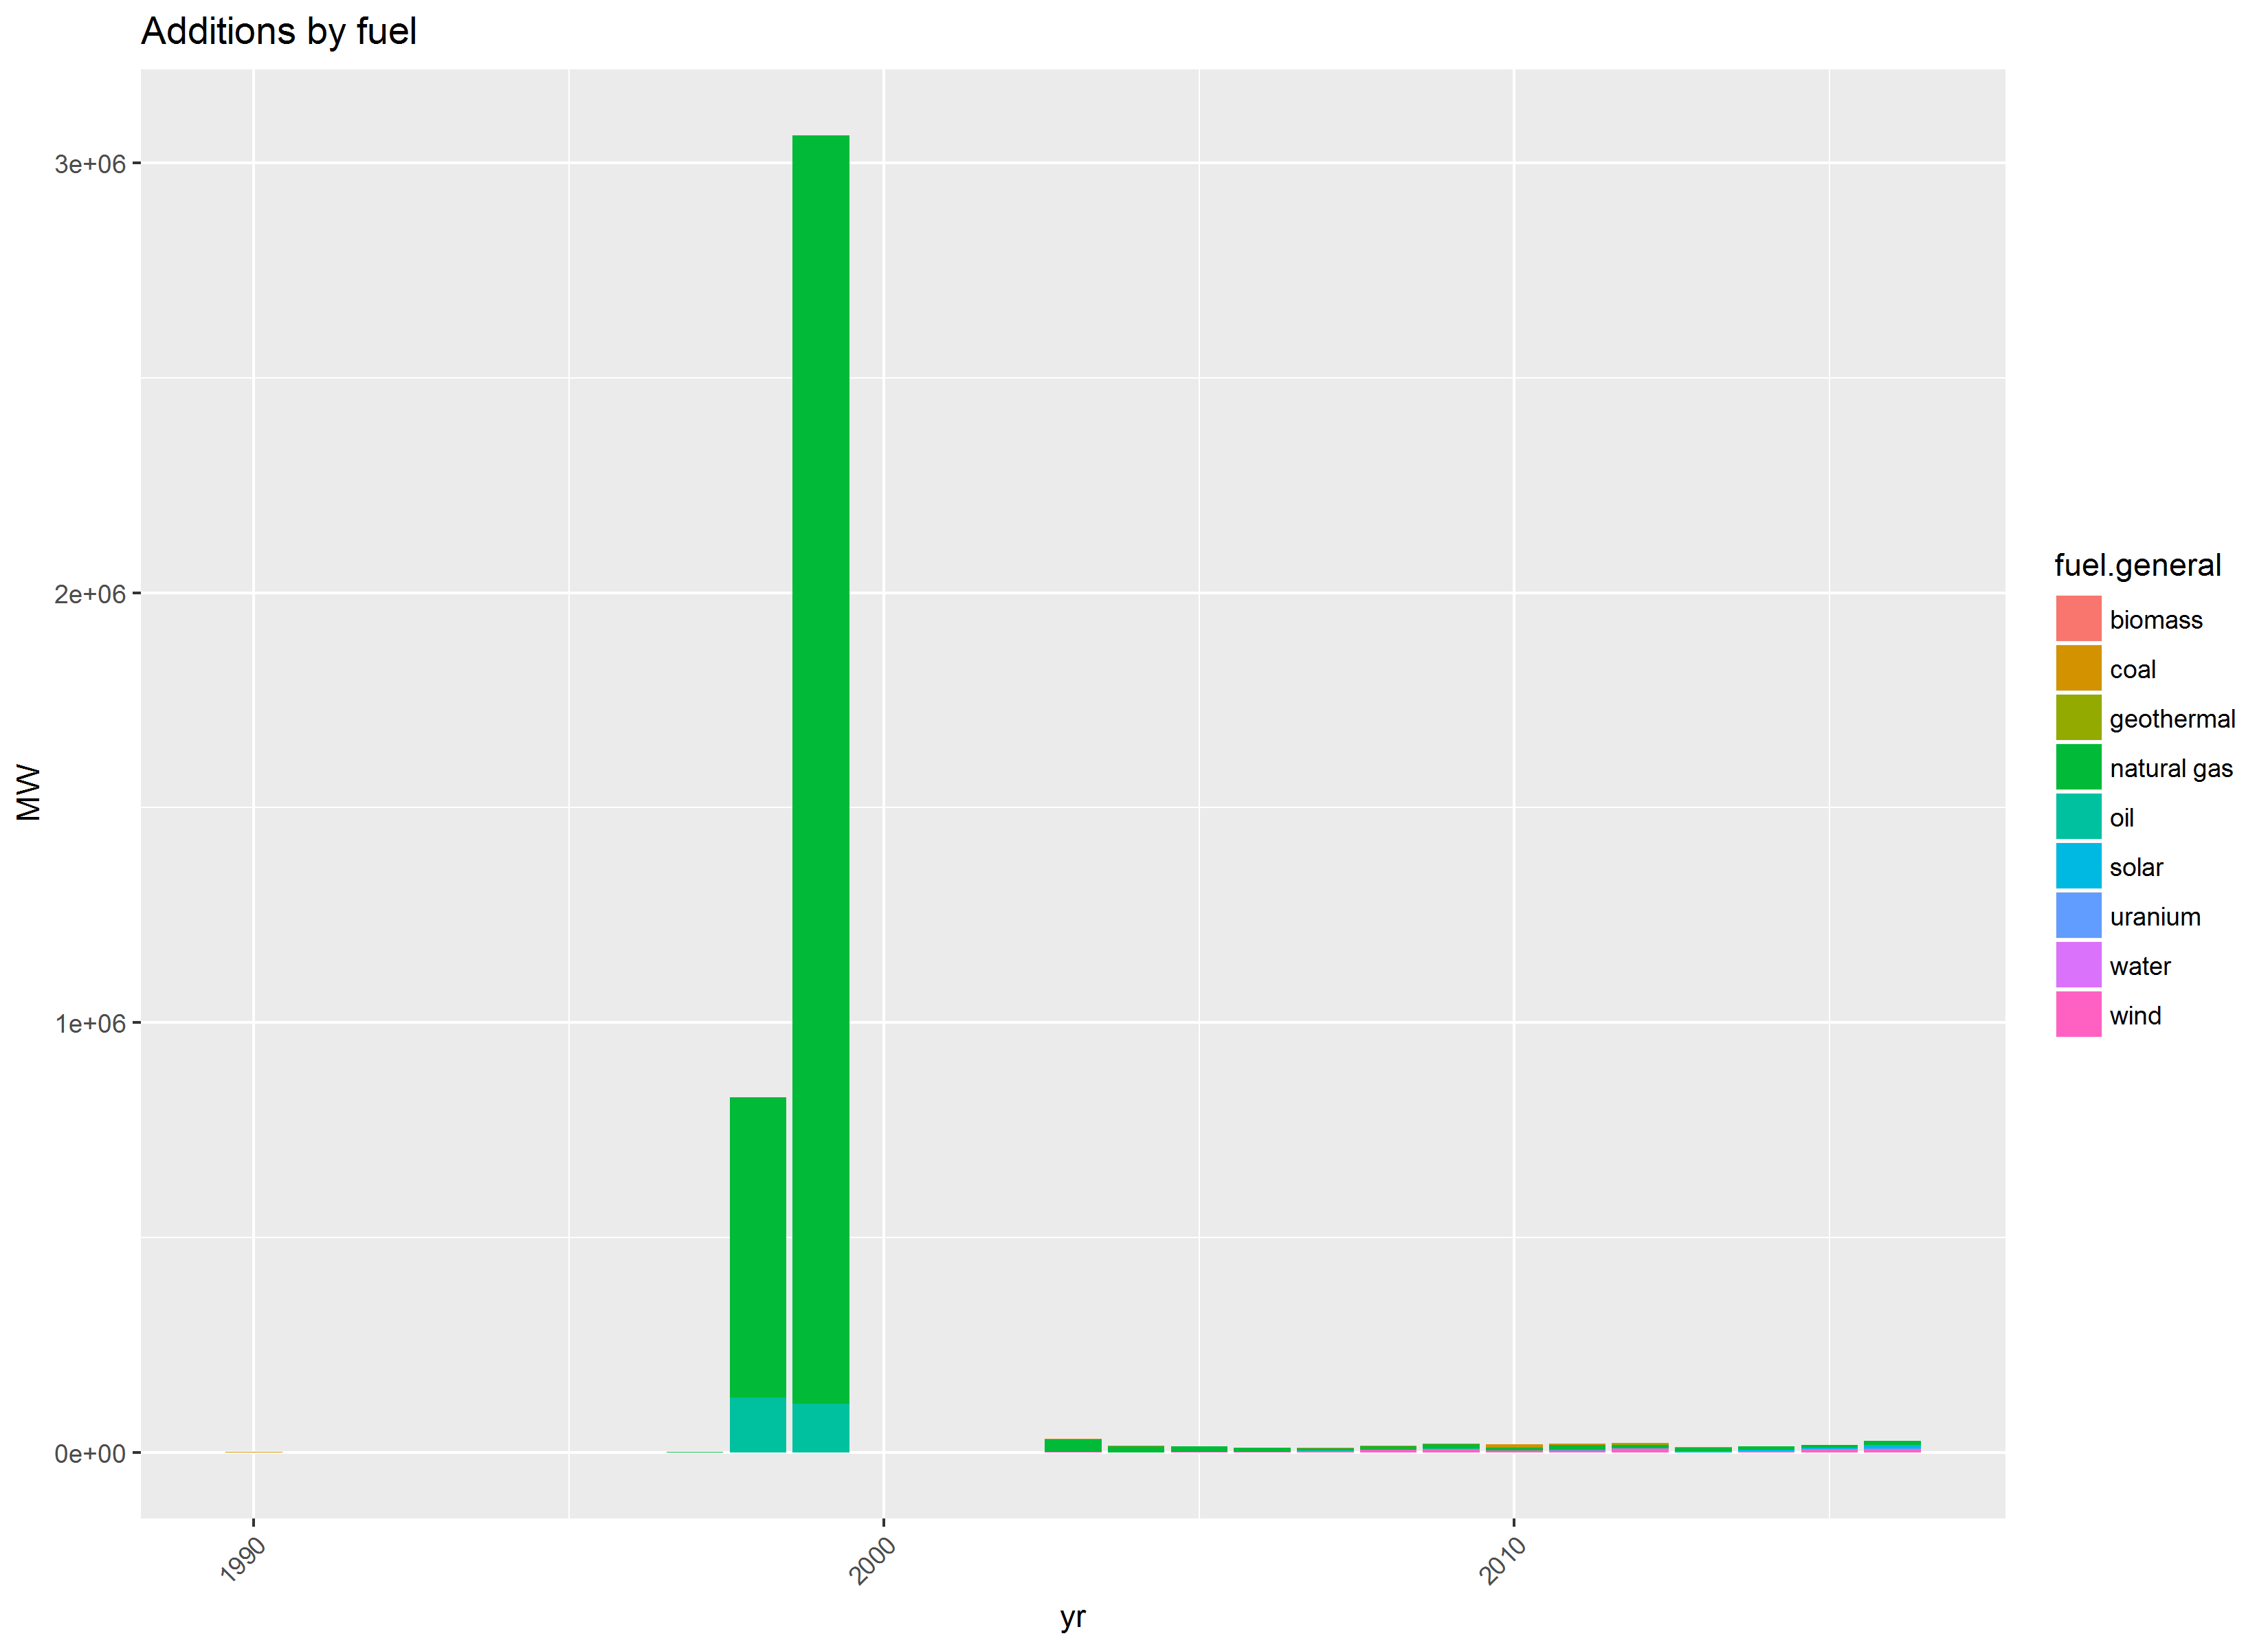 Additions by fuel
3e+06
2e+06
1e+06
0e+00
MW
1990
2000
2010
yr
fuel.general
biomass
coal
geothermal
natural gas
oil
solar
uranium
water
wind